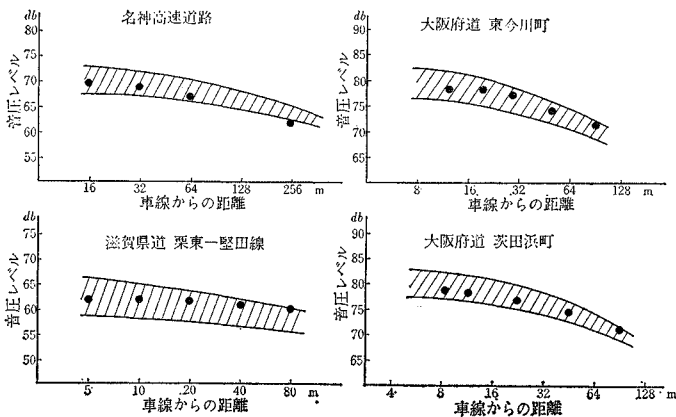 db
名神高速道路
80
75
70
65
60
55
音圧レベル
16 32 64 128 256 m
車線からの距離
大阪府道 東今川町
90
85
80
75
70
65
音圧レベル
8 16 32 64 128 m
車線からの距離
db
滋賀県道 栗東一堅田線
75
70
65
60
55
50
音圧レベル
5 10 20 40 80 m
車線からの距離
db
大阪府道 茨田浜町
90
85
80
75
70
65
60
音圧レベル
4 8 16 32 64 128 m
車線からの距離